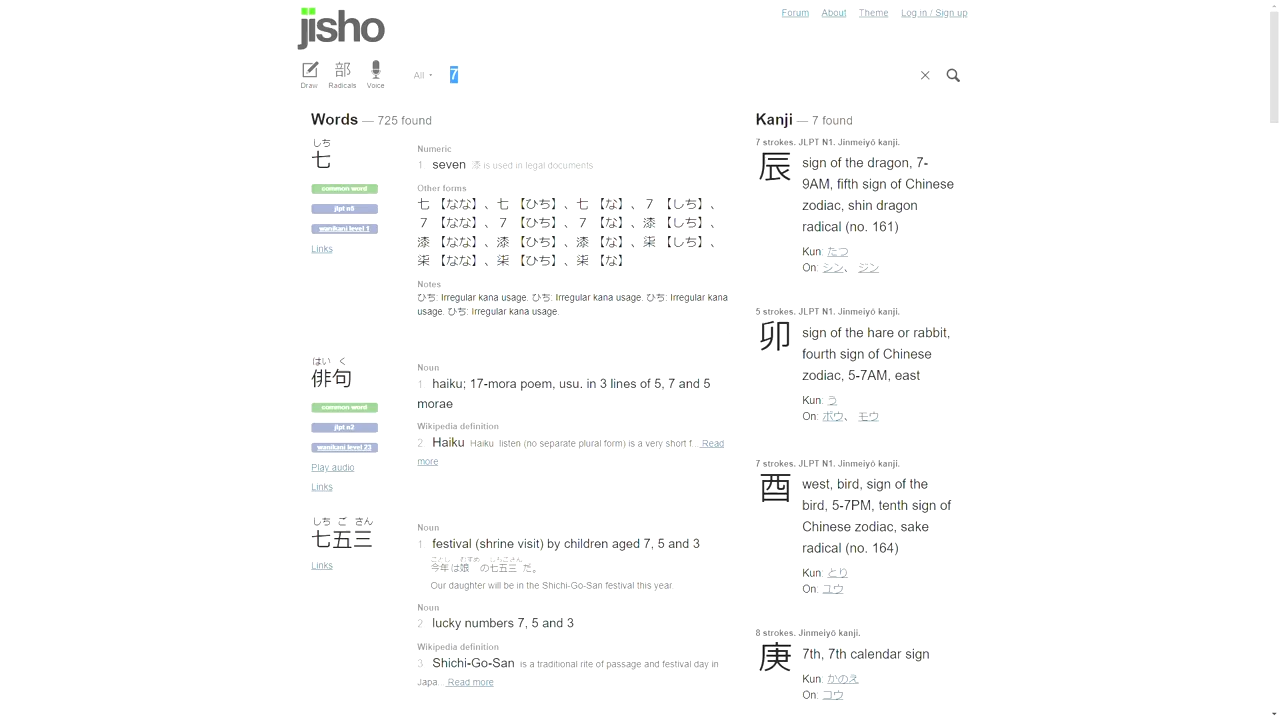 jisho
Forum About Theme Log in / Sign up
Draw 部 Radicals Voice All 7
Words — 725 found
しち
七
common word
jlpt n5
wanikani level 1
Links
Numeric
1 seven 漆 is used in legal documents
Other forms
七 【なな】、七 【ひち】、七 【な】、７ 【しち】、
７ 【なな】、７ 【ひち】、７ 【な】、漆 【しち】、
漆 【なな】、漆 【ひち】、漆 【な】、柒 【しち】、
柒 【なな】、柒 【ひち】、柒 【な】
Notes
ひち: Irregular kana usage. ひち: Irregular kana usage. ひち: Irregular kana
usage. ひち: Irregular kana usage.
はい く
俳句
common word
jlpt n3
wanikani level 23
Play audio
Links
Noun
1 haiku; 17-mora poem, usu. in 3 lines of 5, 7 and 5
morae
Wikipedia definition
2 Haiku Haiku listen (no separate plural form) is a very short f... Read
more
しち ご さん
七五三
Links
Noun
1 festival (shrine visit) by children aged 7, 5 and 3
ことし むすめ しちごさん
今年は娘の七五三だ。
Our daughter will be in the Shichi-Go-San festival this year.
Noun
2 lucky numbers 7, 5 and 3
Wikipedia definition
3 Shichi-Go-San is a traditional rite of passage and festival day in
Japa... Read more
Kanji — 7 found
7 strokes. JLPT N1. Jinmeiyō kanji.
辰
sign of the dragon, 7-
9AM, fifth sign of Chinese
zodiac, shin dragon
radical (no. 161)
Kun: たつ
On: シン、 ジン
5 strokes. JLPT N1. Jinmeiyō kanji.
卯
sign of the hare or rabbit,
fourth sign of Chinese
zodiac, 5-7AM, east
Kun: う
On: ボウ、 モウ
7 strokes. JLPT N1. Jinmeiyō kanji.
酉
west, bird, sign of the
bird, 5-7PM, tenth sign of
Chinese zodiac, sake
radical (no. 164)
Kun: とり
On: ユウ
8 strokes. Jinmeiyō kanji.
庚
7th, 7th calendar sign
Kun: かのえ
On: コウ